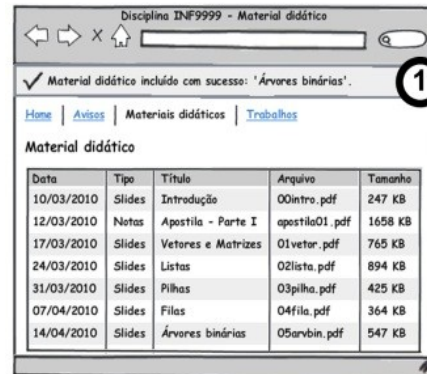 Disciplina INF9999 - Material didático
X
Material didático incluído com sucesso: 'Árvores binárias'.
1
Home | Avisos | Materiais didáticos | Trabalhos
Material didático
Data Tipo Título Arquivo Tamanho
10/03/2010 Slides Introdução 00intro.pdf 247 KB
12/03/2010 Notas Apostila - Parte I apostila01.pdf 1658 KB
17/03/2010 Slides Vetores e Matrizes 01vetor.pdf 765 KB
24/03/2010 Slides Listas 02lista.pdf 894 KB
31/03/2010 Slides Pilhas 03pilha.pdf 425 KB
07/04/2010 Slides Filas 04fila.pdf 364 KB
14/04/2010 Slides Árvores binárias 05arvbin.pdf 547 KB